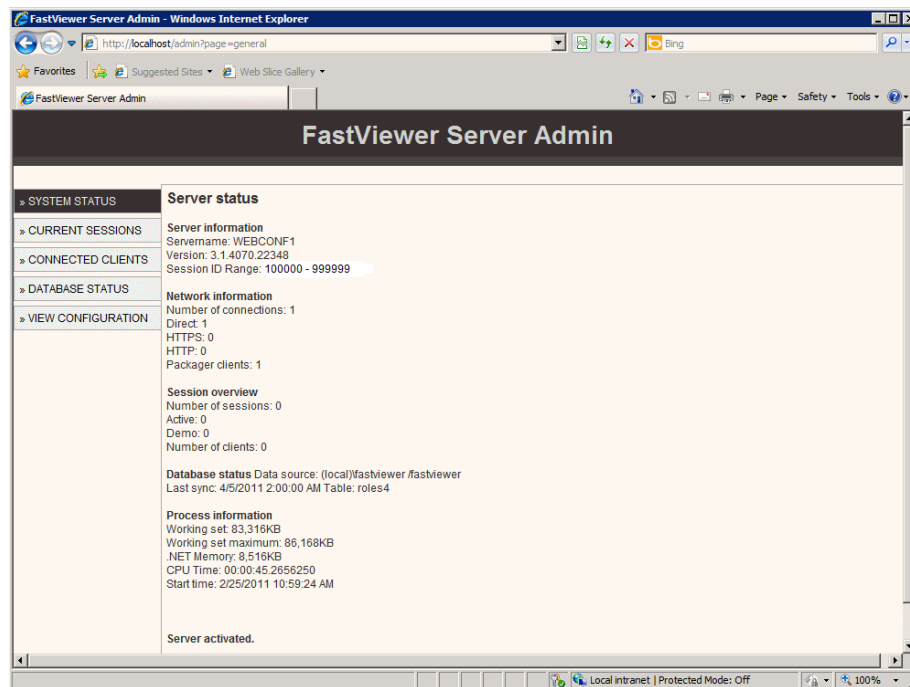 FastViewer Server Admin - Windows Internet Explorer
http://localhost/admin?page=general
Bing
Favorites
Suggested Sites
Web Slice Gallery
FastViewer Server Admin
Page
Safety
Tools
FastViewer Server Admin
» SYSTEM STATUS
» CURRENT SESSIONS
» CONNECTED CLIENTS
» DATABASE STATUS
» VIEW CONFIGURATION
Server status
Server information
Servername: WEBCONF1
Version: 3.1.4070.22348
Session ID Range: 100000 - 999999
Network information
Number of connections: 1
Direct: 1
HTTPS: 0
HTTP: 0
Packager clients: 1
Session overview
Number of sessions: 0
Active: 0
Demo: 0
Number of clients: 0
Database status Data source: (local)\fastviewer /fastviewer
Last sync: 4/5/2011 2:00:00 AM Table: roles4
Process information
Working set: 83,316KB
Working set maximum: 86,168KB
.NET Memory: 8,516KB
CPU Time: 00:00:45.2656250
Start time: 2/25/2011 10:59:24 AM
Server activated.
Local intranet | Protected Mode: Off
100%